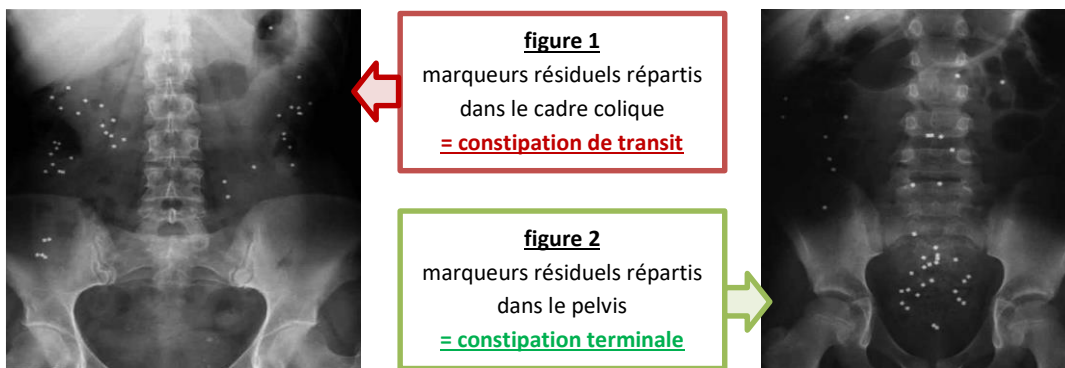 figure 1
marqueurs résiduels répartis
dans le cadre colique
= constipation de transit
figure 2
marqueurs résiduels répartis
dans le pelvis
= constipation terminale